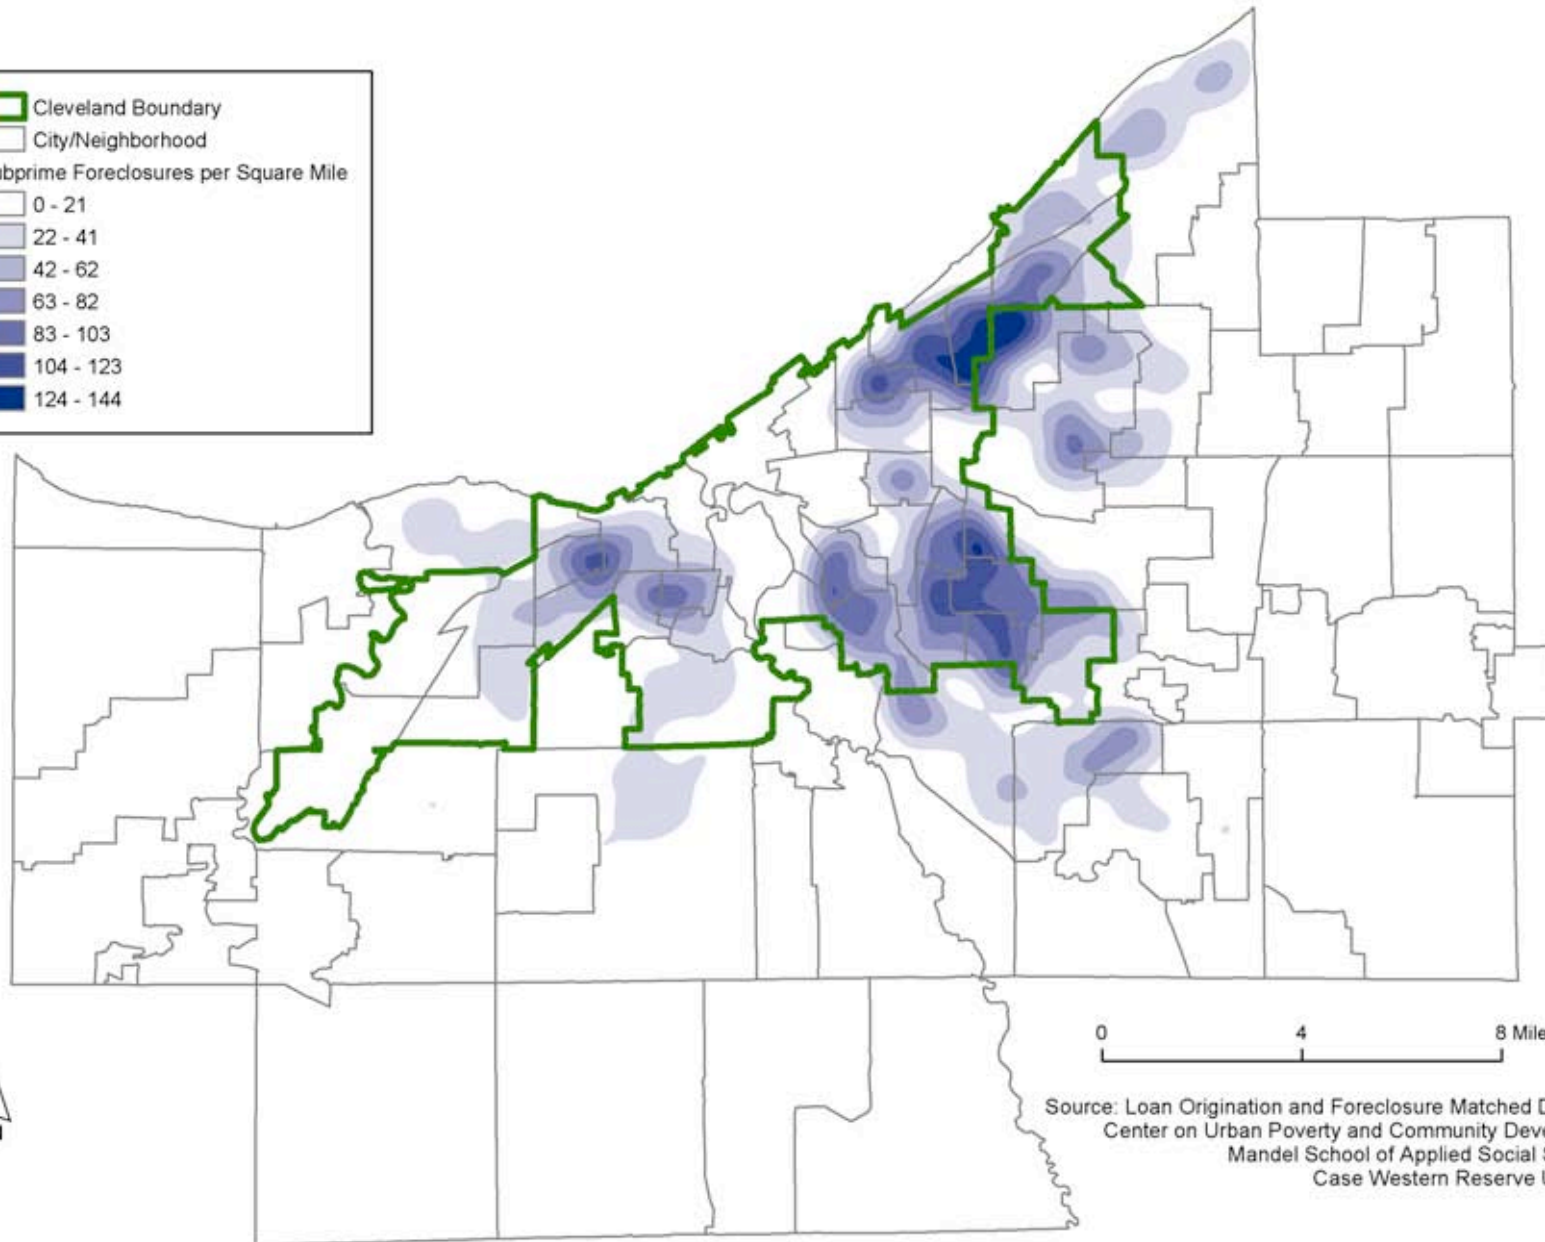 Cleveland Boundary
City/Neighborhood
ubprime Foreclosures per Square Mile
0 - 21
22 - 41
42 - 62
63 - 82
83 - 103
104 - 123
124 - 144
0 4 8 Mile
Source: Loan Origination and Foreclosure Matched D
Center on Urban Poverty and Community Deve
Mandel School of Applied Social S
Case Western Reserve U